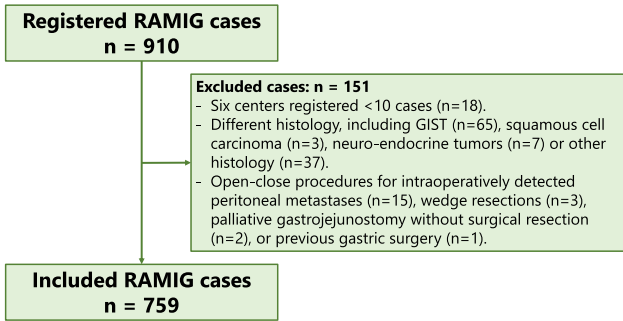 Registered RAMIG cases
n = 910
Excluded cases: n = 151
- Six centers registered <10 cases (n=18).
- Different histology, including GIST (n=65), squamous cell
carcinoma (n=3), neuro-endocrine tumors (n=7) or other
histology (n=37).
- Open-close procedures for intraoperatively detected
peritoneal metastases (n=15), wedge resections (n=3),
palliative gastrojejunostomy without surgical resection
(n=2), or previous gastric surgery (n=1).
Included RAMIG cases
n = 759